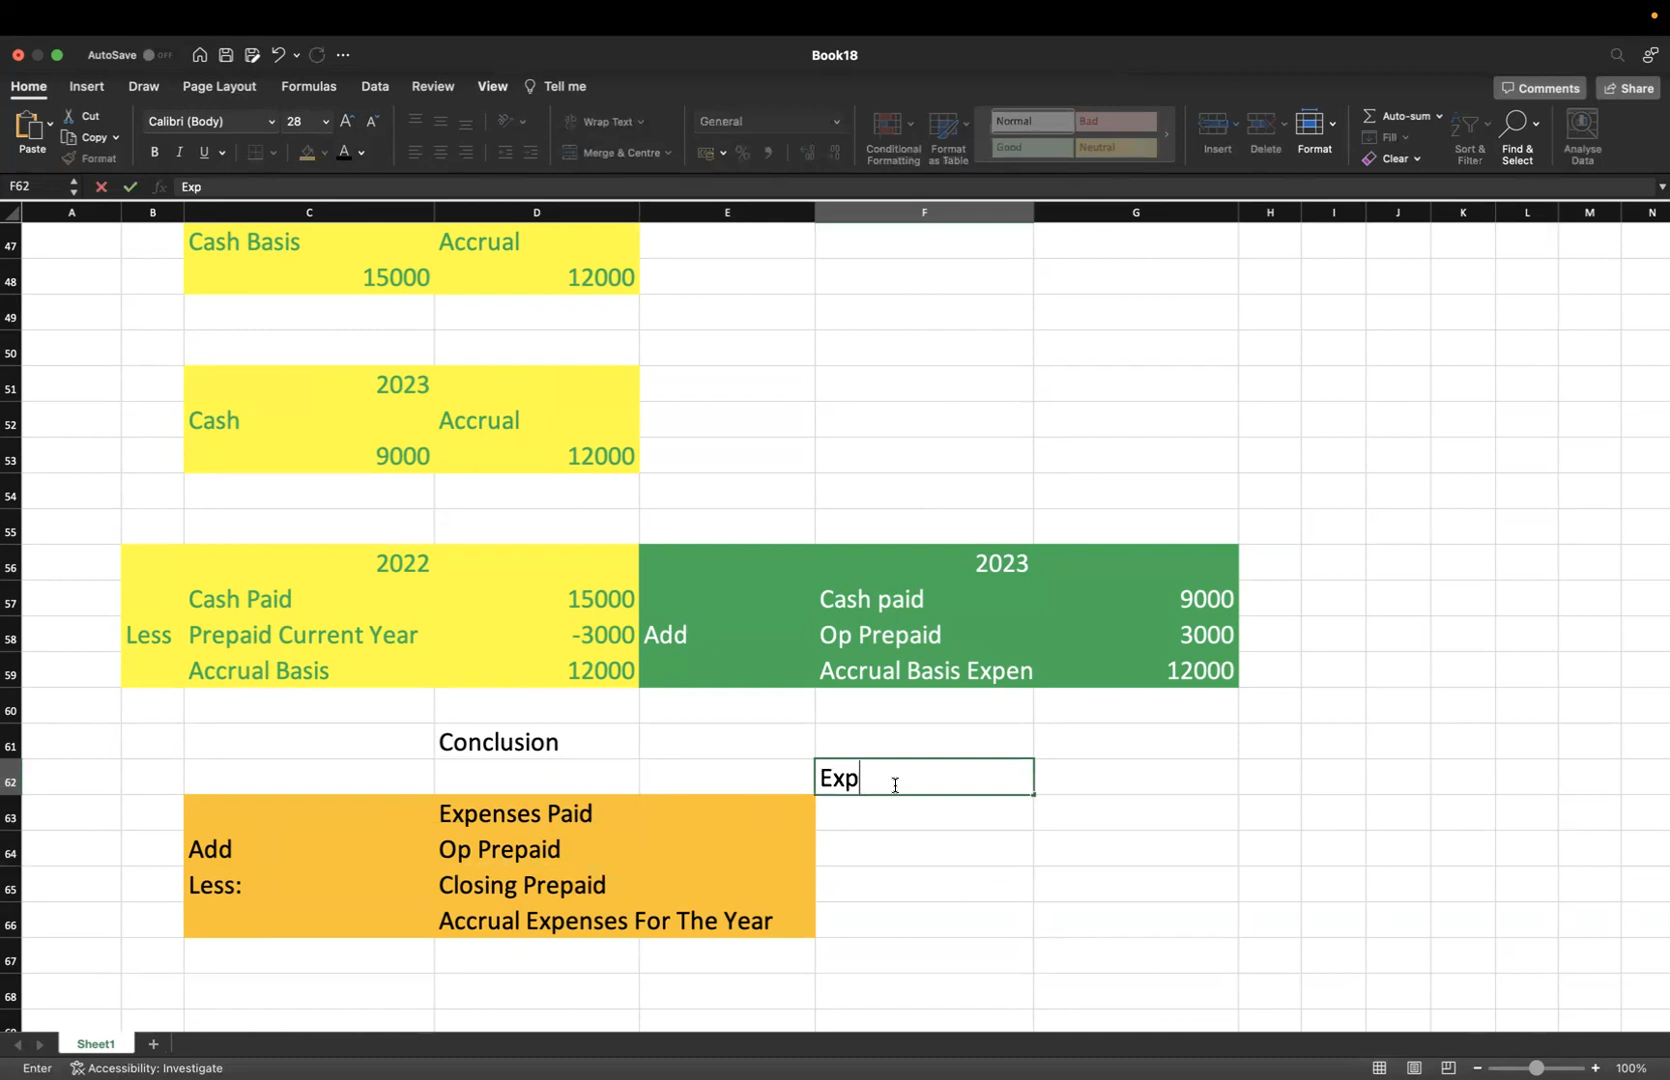 AutoSave OFF
Book18
Home Insert Draw Page Layout Formulas Data Review View Tell me
Comments Share
Paste Cut Copy Format
Calibri (Body) 28 A A
B I U A
Wrap Text
Merge & Centre
General
Conditional Formatting
Format as Table
Normal Bad
Good Neutral
Insert Delete Format
Auto-sum
Fill
Clear
Sort & Filter
Find & Select
Analyse Data
F62 fx Exp
A B C D E F G H I J K L M N
47 Cash Basis Accrual
48 15000 12000
49
50
51 2023
52 Cash Accrual
53 9000 12000
54
55
56 2022 2023
57 Cash Paid 15000 Cash paid 9000
58 Less Prepaid Current Year -3000 Add Op Prepaid 3000
59 Accrual Basis 12000 Accrual Basis Expen 12000
60
61 Conclusion
62 Exp
63 Expenses Paid
64 Add Op Prepaid
65 Less: Closing Prepaid
66 Accrual Expenses For The Year
67
68
Sheet1
Enter Accessibility: Investigate 100%